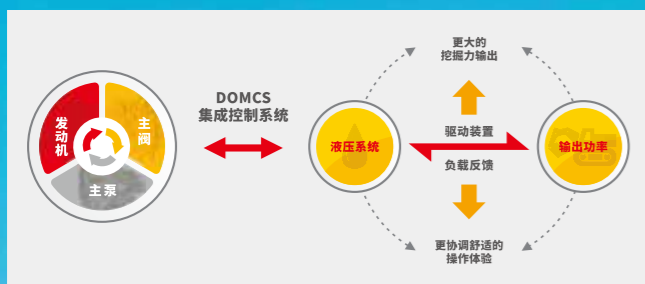 发动机
主阀
主泵
DOMCS
集成控制系统
液压系统
更大的
挖掘力输出
驱动装置
负载反馈
更协调舒适的
操作体验
输出功率